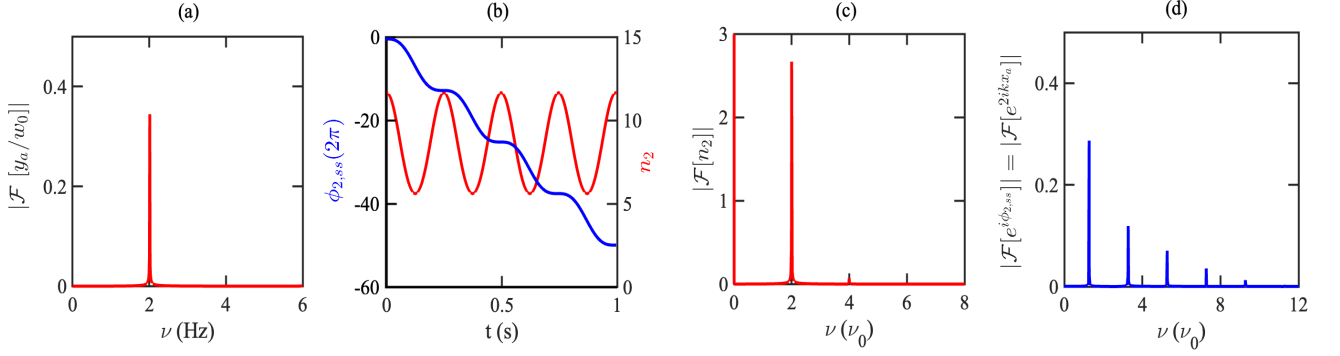 (a)
|ℱ [y_a/w_0]|
0.4
0.2
0
0 2 4 6
ν (Hz)
(b)
ϕ_{2,ss}(2π)
0
-20
-40
-60
0 0.5 1
t (s)
15
10
5
0
n_2
(c)
|ℱ[n_2]|
3
2
1
0
0 2 4 6 8
ν (ν_0)
(d)
|ℱ[e^{iϕ_{2,ss}}]| = |ℱ[e^{2ikx_a}]|
0.4
0.2
0
0 4 8 12
ν (ν_0)